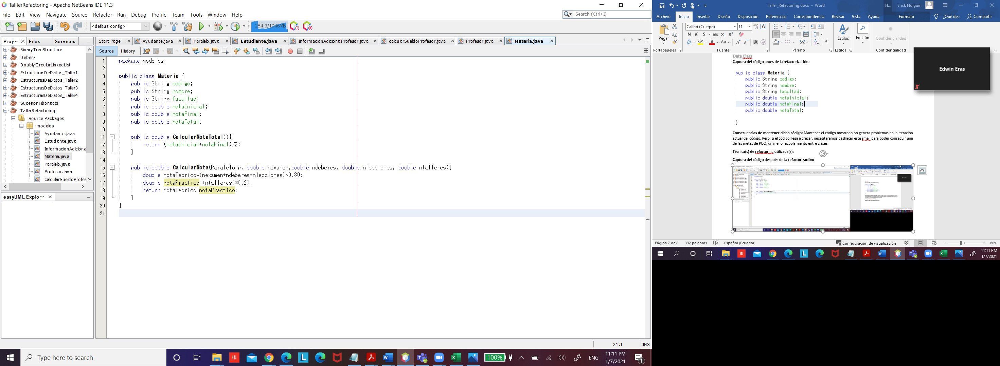 TalllerRefactoring - Apache NetBeans IDE 11.3
File Edit View Navigate Source Refactor Run Debug Profile Team Tools Window Help
Search (Ctrl+I)
<default config>
284.3/1046MB
Proj... Files Services
BinaryTreeStructure
Deber7
DoublyCircularLinkedList
EstructurasDeDatos_Taller1
EstructurasDeDatos_Taller2
EstructurasDeDatos_Taller3
EstructurasDeDatos_Taller4
SucesionFibonacci
TalllerRefactoring
Source Packages
modelos
Ayudante.java
Estudiante.java
InformacionAdiciona
Materia.java
Paralelo.java
Profesor.java
calcularSueldoProfes
easyUML Explo...
Start Page Ayudante.java Paralelo.java Estudiante.java InformacionAdicionalProfesor.java calcularSueldoProfesor.java Profesor.java Materia.java
Source History
1 package modelos;
2
3 public class Materia {
4 public String codigo;
5 public String nombre;
6 public String facultad;
7 public double notaInicial;
8 public double notaFinal;
9 public double notaTotal;
10
11 public double CalcularNotaTotal(){
12 return (notaInicial+notaFinal)/2;
13 }
14
15 public double CalcularNota(Paralelo p, double nexamen,double ndeberes, double nlecciones, double ntalleres){
16 double notaTeorico=(nexamen+ndeberes+nlecciones)*0.80;
17 double notaPractico=(ntalleres)*0.20;
18 return notaTeorico+notaPractico;
19 }
20 }
21
21:1 INS
Type here to search
100%
ENG
11:11 PM
1/7/2021
1
Taller_Refactoring.docx - Word
H... Erick Holguin
Archivo Inicio Insertar Diseño Disposición Referencias Correspondencia Revisar Vista Ayuda Formato ¿Qué des Compartir
Calibri (Cuerpo) 11
N K S abc x₂ x²
Pegar
Estilos
Edición
Confidencialidad
Portapapeles Fuente Párrafo Estilos Confidencialidad
Data Class
Captura del código antes de la refactorización:
public class Materia {
public String codigo;
public String nombre;
public String facultad;
public double notaInicial;
public double notaFinal;
public double notaTotal;
}
Edwin Eras
Consecuencias de mantener dicho código: Mantener el código mostrado no genera problemas en la iteración
actual del código. Pero, si el código llega a crecer, necesitaremos deshacer este smell para poder conseguir una
de las metas de POO, un menor acoplamiento entre clases.
Técnica(s) de refactoring utilizada(s):
Captura del código después de la refactorización:
Página 7 de 8 392 palabras Español (Ecuador) Configuración de visualización 80%
11:11 PM
1/7/2021